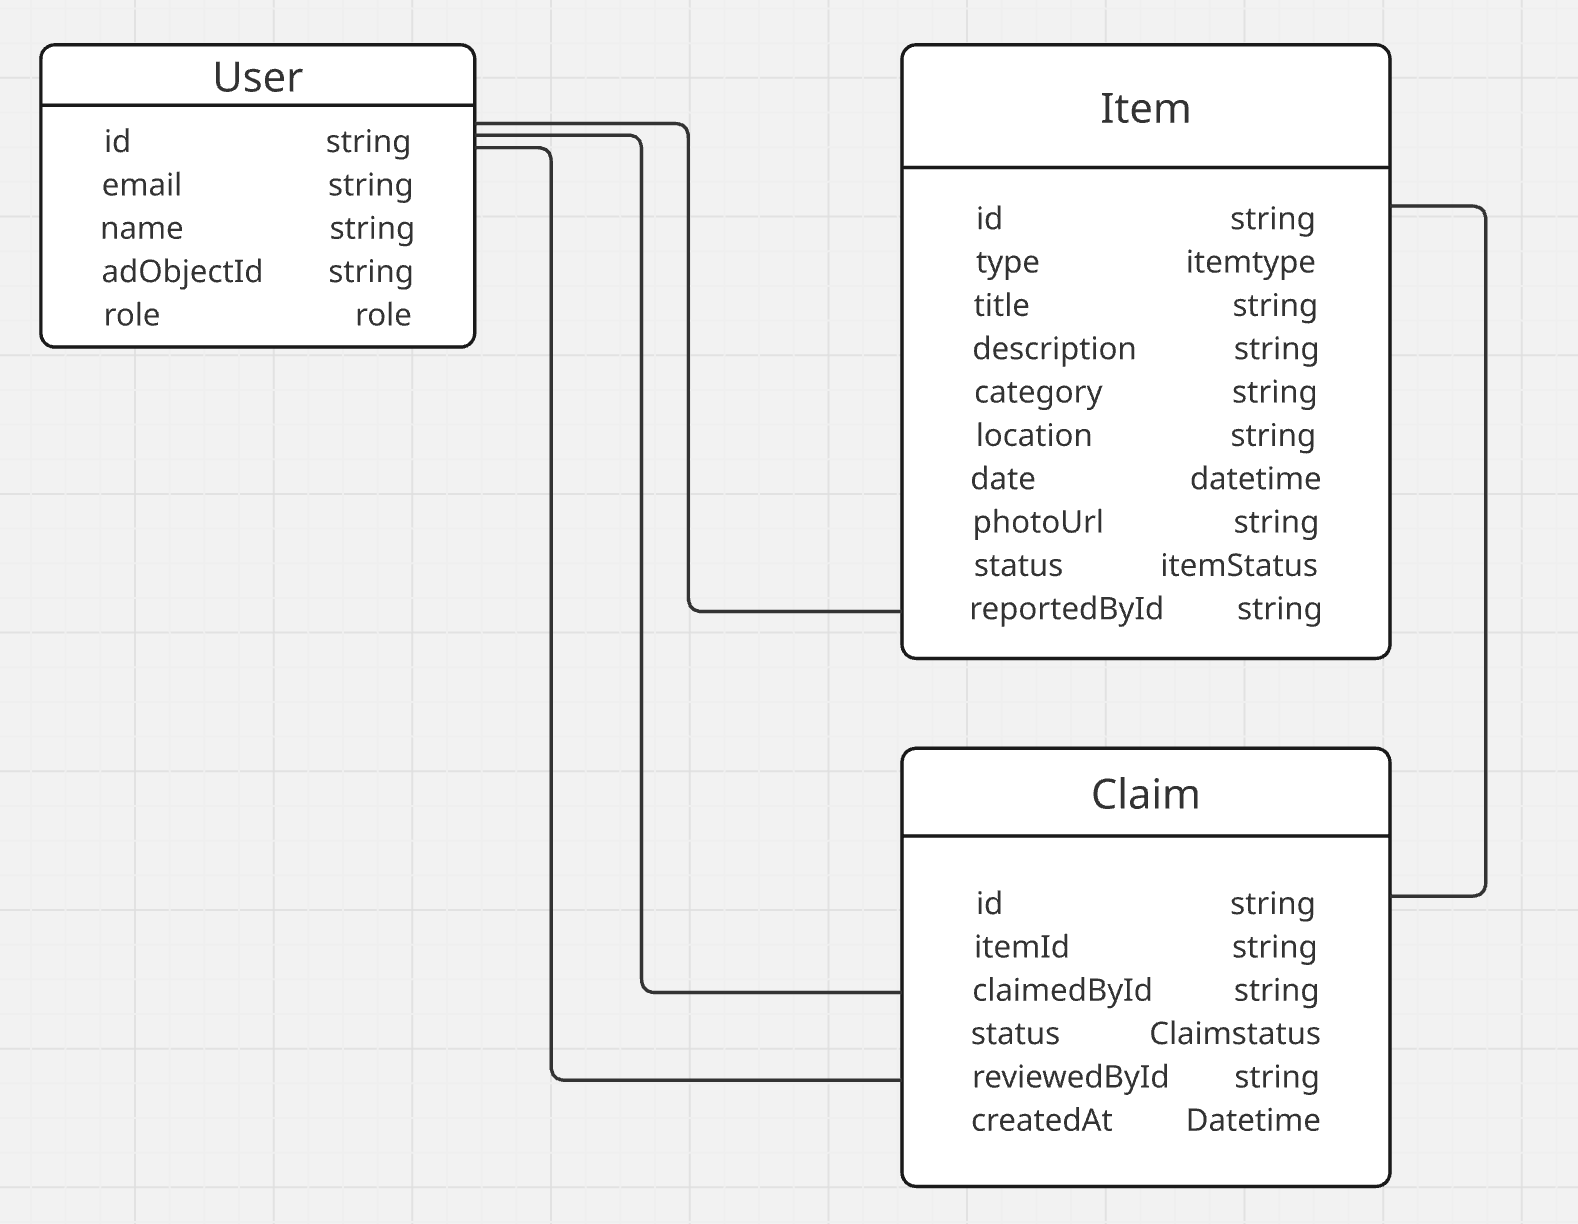 User
id string
email string
name string
adObjectId string
role role
Item
id string
type itemtype
title string
description string
category string
location string
date datetime
photoUrl string
status itemStatus
reportedById string
Claim
id string
itemId string
claimedById string
status Claimstatus
reviewedById string
createdAt Datetime